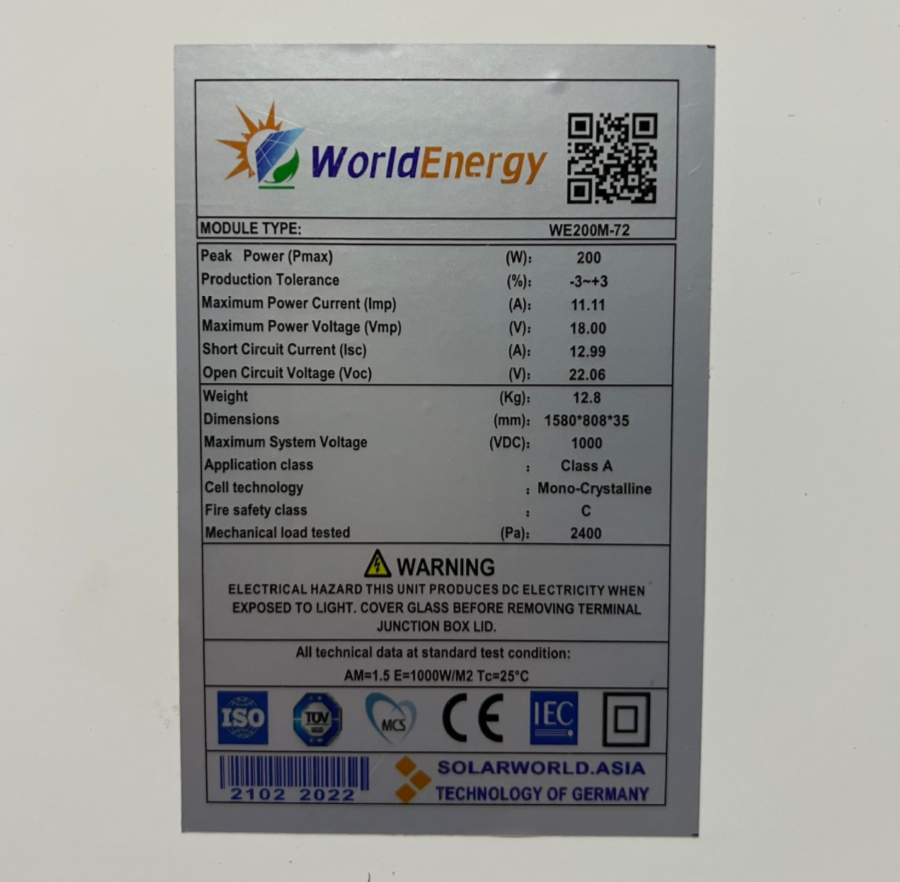 WorldEnergy
MODULE TYPE: WE200M-72
Peak Power (Pmax) (W): 200
Production Tolerance (%): -3~+3
Maximum Power Current (Imp) (A): 11.11
Maximum Power Voltage (Vmp) (V): 18.00
Short Circuit Current (Isc) (A): 12.99
Open Circuit Voltage (Voc) (V): 22.06
Weight (Kg): 12.8
Dimensions (mm): 1580*808*35
Maximum System Voltage (VDC): 1000
Application class : Class A
Cell technology : Mono-Crystalline
Fire safety class : C
Mechanical load tested (Pa): 2400
WARNING
ELECTRICAL HAZARD THIS UNIT PRODUCES DC ELECTRICITY WHEN
EXPOSED TO LIGHT. COVER GLASS BEFORE REMOVING TERMINAL
JUNCTION BOX LID.
All technical data at standard test condition:
AM=1.5 E=1000W/M2 Tc=25°C
ISO TÜV MCS CE IEC
2102 2022
SOLARWORLD.ASIA
TECHNOLOGY OF GERMANY